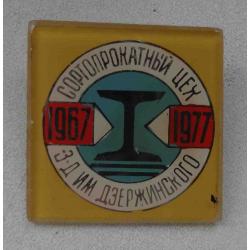 СОРТОПРОКАТНЫЙ ЦЕХ
1967 1977
З-Д ИМ. ДЗЕРЖИНСКОГО